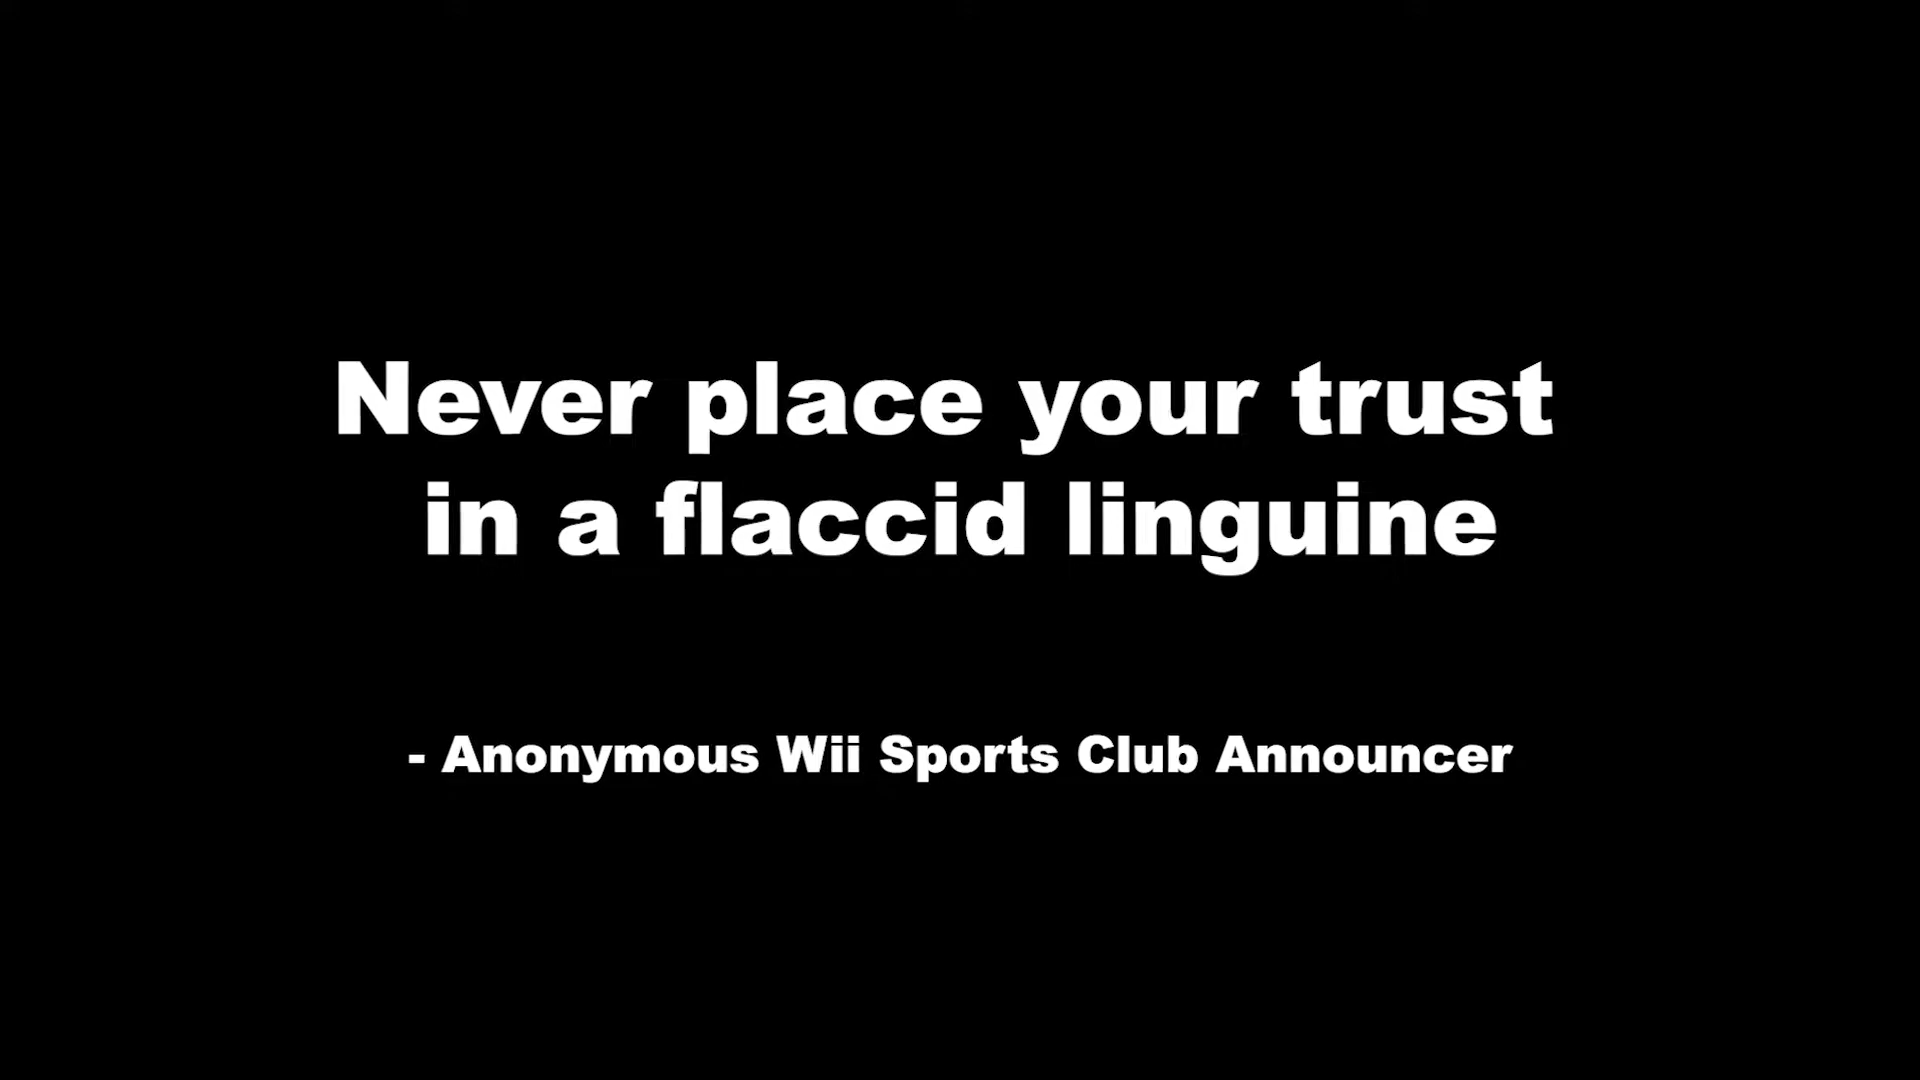 Never place your trust
in a flaccid linguine
- Anonymous Wii Sports Club Announcer